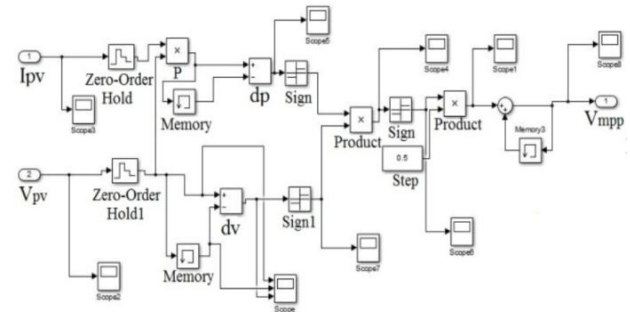 Scope5
Scope4
Scope1
Scope8
1
Ipv
Zero-Order
Hold
×
P
+
−
dp
Sign
Memory
Scope3
×
Product
Sign
×
Product
Memory3
1
Vmpp
0.5
Step
2
Vpv
Zero-Order
Hold1
+
−
dv
Sign1
Memory
Scope2
Scope
Scope7
Scope6